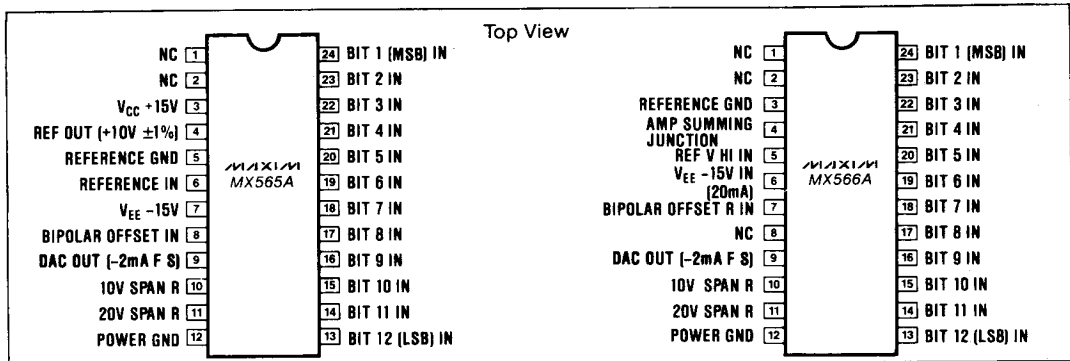 Top View
NC 1
NC 2
VCC +15V 3
REF OUT (+10V ±1%) 4
REFERENCE GND 5
REFERENCE IN 6
VEE -15V 7
BIPOLAR OFFSET IN 8
DAC OUT (-2mA F S) 9
10V SPAN R 10
20V SPAN R 11
POWER GND 12
MAXIM
MX565A
24 BIT 1 (MSB) IN
23 BIT 2 IN
22 BIT 3 IN
21 BIT 4 IN
20 BIT 5 IN
19 BIT 6 IN
18 BIT 7 IN
17 BIT 8 IN
16 BIT 9 IN
15 BIT 10 IN
14 BIT 11 IN
13 BIT 12 (LSB) IN
NC 1
NC 2
REFERENCE GND 3
AMP SUMMING 4
JUNCTION
REF V HI IN 5
VEE -15V IN 6
(20mA)
BIPOLAR OFFSET R IN 7
NC 8
DAC OUT (-2mA F S) 9
10V SPAN R 10
20V SPAN R 11
POWER GND 12
MAXIM
MX566A
24 BIT 1 (MSB) IN
23 BIT 2 IN
22 BIT 3 IN
21 BIT 4 IN
20 BIT 5 IN
19 BIT 6 IN
18 BIT 7 IN
17 BIT 8 IN
16 BIT 9 IN
15 BIT 10 IN
14 BIT 11 IN
13 BIT 12 (LSB) IN